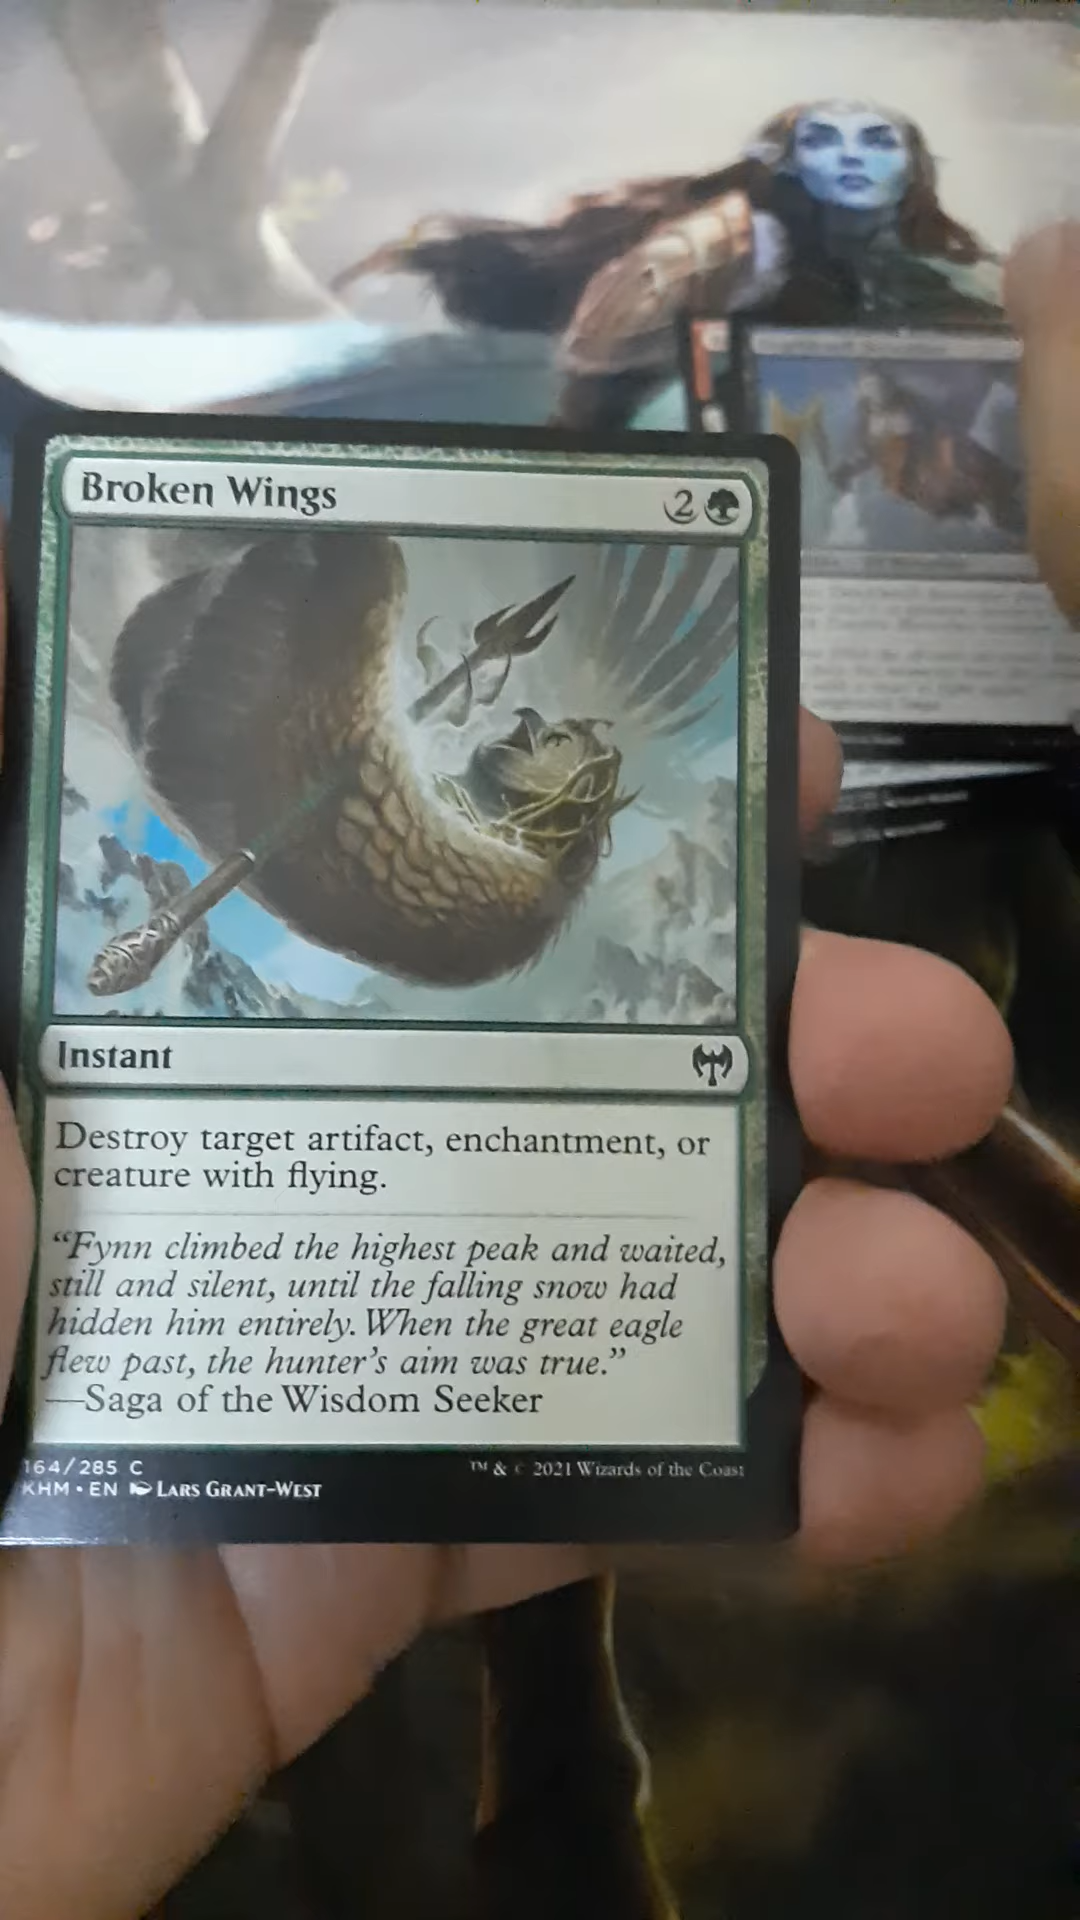 Broken Wings 2
Instant
Destroy target artifact, enchantment, or
creature with flying.
“Fynn climbed the highest peak and waited,
still and silent, until the falling snow had
hidden him entirely. When the great eagle
flew past, the hunter’s aim was true.”
—Saga of the Wisdom Seeker
164/285 C
KHM • EN LARS GRANT-WEST
™ & © 2021 Wizards of the Coast